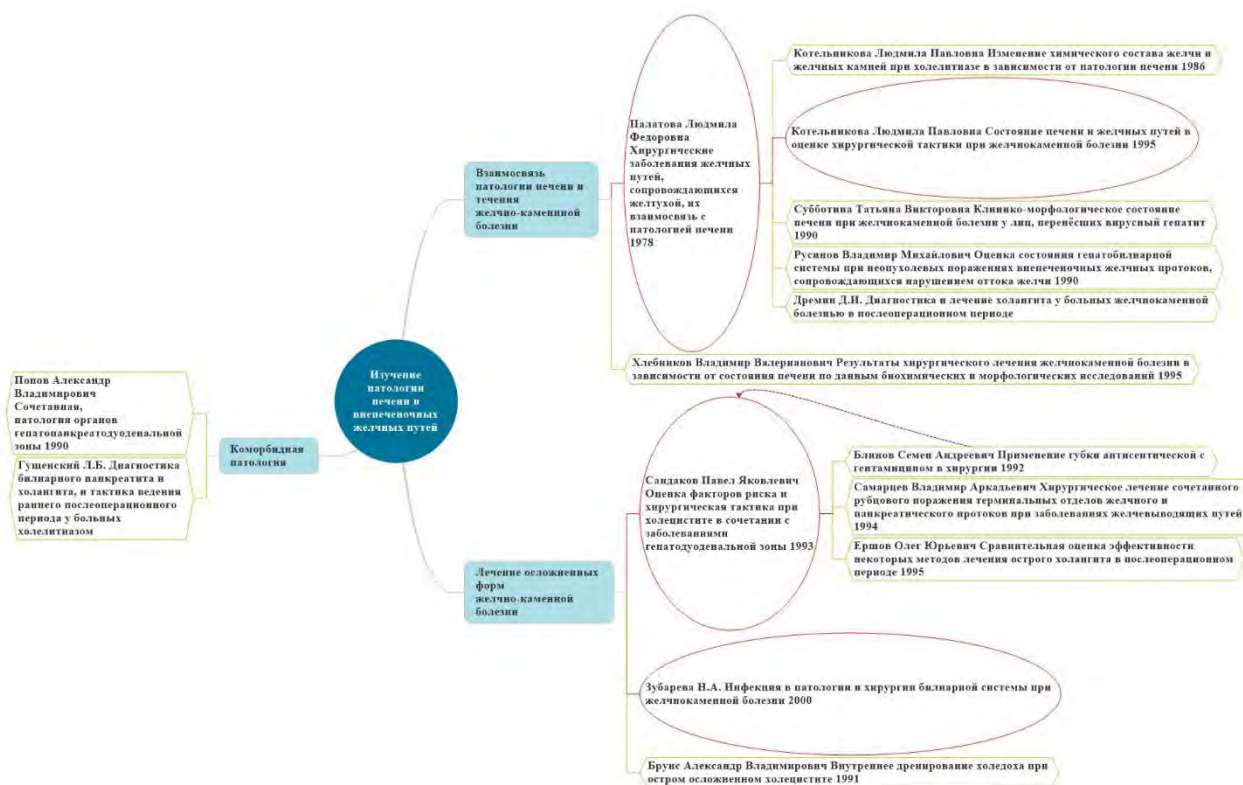 Изучение
патологии
печени и
внепеченочных
желчных путей
Взаимосвязь
патологии печени и
течения
желчно-каменнной
болезни
Палатова Людмила
Федоровна
Хирургические
заболевания желчных
путей,
сопровождающихся
желтухой, их
взаимосвязь с
патологией печени
1978
Котельникова Людмила Павловна Изменение химического состава желчи и
желчных камней при холелитиазе в зависимости от патологии печени 1986
Котельникова Людмила Павловна Состояние печени и желчных путей в
оценке хирургической тактики при желчнокаменной болезни 1995
Субботина Татьяна Викторовна Клинико-морфологическое состояние
печени при желчнокаменной болезни у лиц, перенёсших вирусный гепатит
1990
Русинов Владимир Михайлович Оценка состояния гепатобилиарной
системы при неопухолевых поражениях внепеченочных желчных протоков,
сопровождающихся нарушением оттока желчи 1990
Дремин Д.И. Диагностика и лечение холангита у больных желчнокаменной
болезнью в послеоперационном периоде
Хлебников Владимир Валерианович Результаты хирургического лечения желчнокаменной болезни в
зависимости от состояния печени по данным биохимических и морфологических исследований 1995
Коморбидная
патология
Попов Александр
Владимирович
Сочетанная,
патология органов
гепатопанкреатодуоденальной
зоны 1990
Гущенский Л.Б. Диагностика
билиарного панкреатита и
холангита, и тактика ведения
раннего послеоперационного
периода у больных
холелитиазом
Лечение осложненных
форм
желчно-каменной
болезни
Сандаков Павел Яковлевич
Оценка факторов риска и
хирургическая тактика при
холецистите в сочетании с
заболеваниями
гепатодуоденальной зоны 1993
Блинов Семен Андреевич Применение губки антисептической с
гентамицином в хирургии 1992
Самарцев Владимир Аркадьевич Хирургическое лечение сочетанного
рубцового поражения терминальных отделов желчного и
панкреатического протоков при заболеваниях желчевыводящих путей
1994
Ершов Олег Юрьевич Сравнительная оценка эффективности
некоторых методов лечения острого холангита в послеоперационном
периоде 1995
Зубарева Н.А. Инфекция в патологии и хирургии билиарной системы при
желчнокаменной болезни 2000
Брунс Александр Владимирович Внутреннее дренирование холедоха при
остром осложненном холецистите 1991